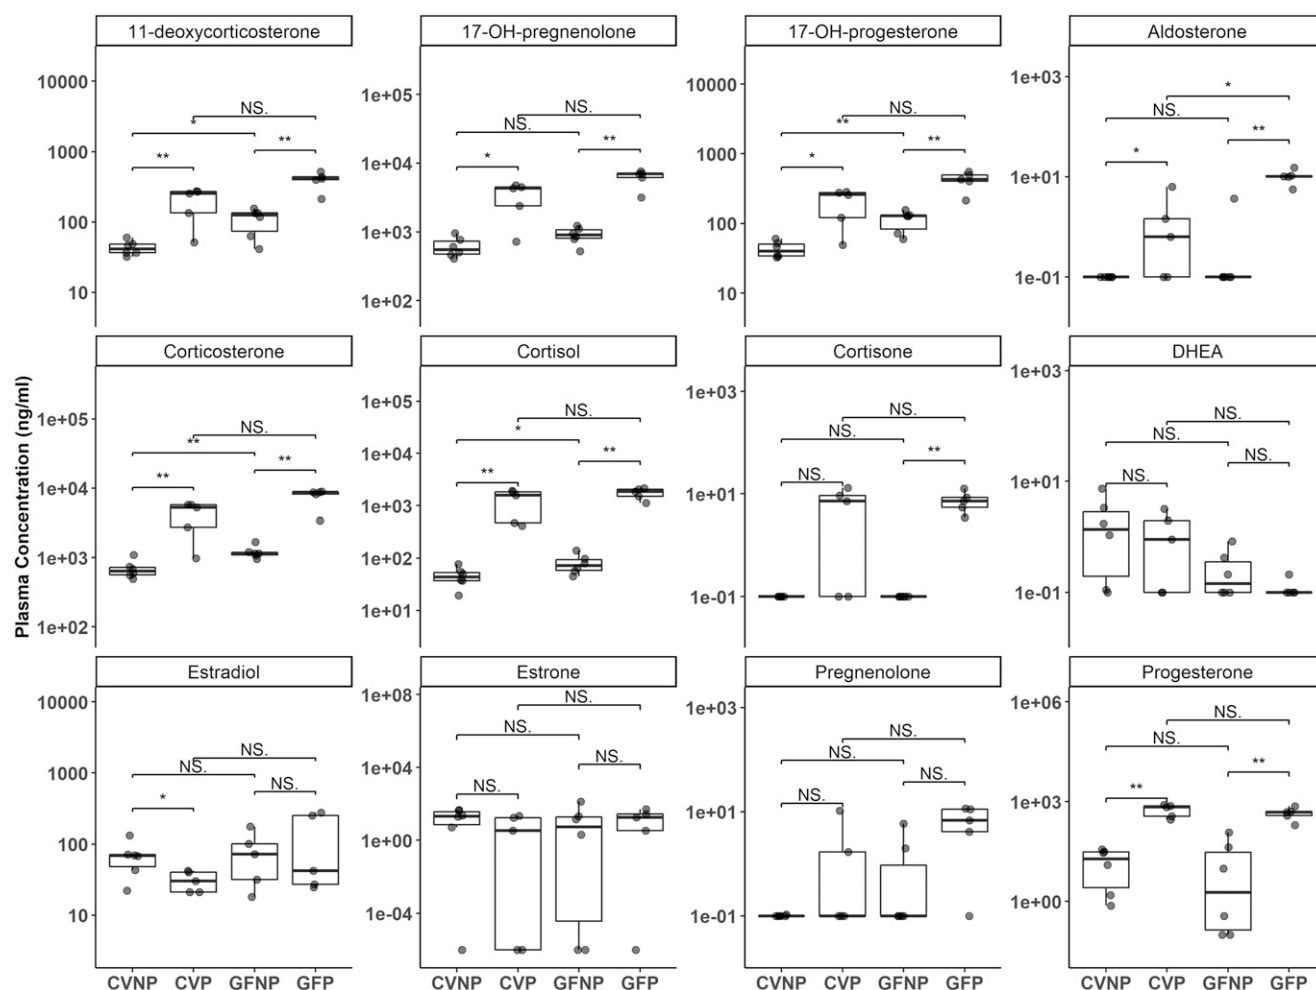 11-deoxycorticosterone 17-OH-pregnenolone 17-OH-progesterone Aldosterone
10000
1000
100
10
NS.
*
**
**
1e+05
1e+04
1e+03
1e+02
NS.
NS.
**
*
10000
1000
100
10
NS.
**
**
*
1e+03
1e+01
1e-01
*
NS.
**
*
Plasma Concentration (ng/ml)
Corticosterone Cortisol Cortisone DHEA
1e+05
1e+04
1e+03
1e+02
NS.
**
**
**
1e+05
1e+04
1e+03
1e+02
1e+01
NS.
*
**
**
1e+03
1e+01
1e-01
NS.
NS.
**
NS.
1e+03
1e+01
1e-01
NS.
NS.
NS.
NS.
Estradiol Estrone Pregnenolone Progesterone
10000
1000
100
10
NS.
NS.
NS.
*
1e+08
1e+04
1e+00
1e-04
NS.
NS.
NS.
NS.
1e+03
1e+01
1e-01
NS.
NS.
NS.
NS.
1e+06
1e+03
1e+00
NS.
NS.
**
**
CVNP CVP GFNP GFP CVNP CVP GFNP GFP CVNP CVP GFNP GFP CVNP CVP GFNP GFP